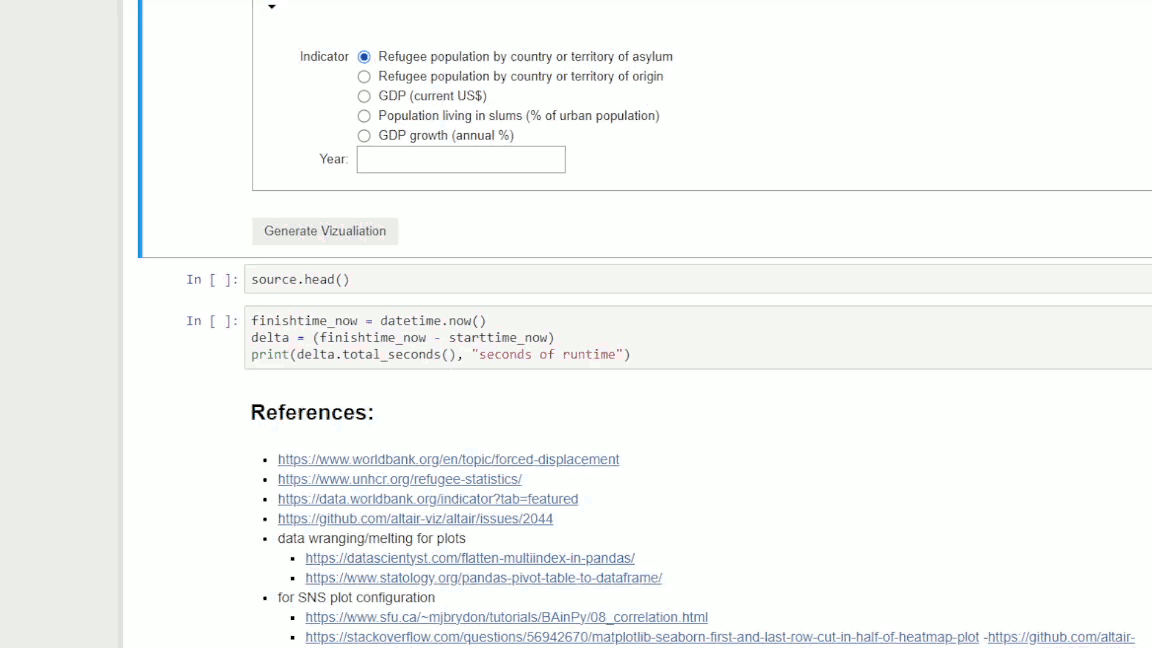 Indicator Refugee population by country or territory of asylum
Refugee population by country or territory of origin
GDP (current US$)
Population living in slums (% of urban population)
GDP growth (annual %)
Year:
Generate Vizualiation
In [ ]: source.head()
In [ ]: finishtime_now = datetime.now()
delta = (finishtime_now - starttime_now)
print(delta.total_seconds(), "seconds of runtime")
References:
https://www.worldbank.org/en/topic/forced-displacement
https://www.unhcr.org/refugee-statistics/
https://data.worldbank.org/indicator?tab=featured
https://github.com/altair-viz/altair/issues/2044
data wranging/melting for plots
https://datascientyst.com/flatten-multiindex-in-pandas/
https://www.statology.org/pandas-pivot-table-to-dataframe/
for SNS plot configuration
https://www.sfu.ca/~mjbrydon/tutorials/BAinPy/08_correlation.html
https://stackoverflow.com/questions/56942670/matplotlib-seaborn-first-and-last-row-cut-in-half-of-heatmap-plot -https://github.com/altair-